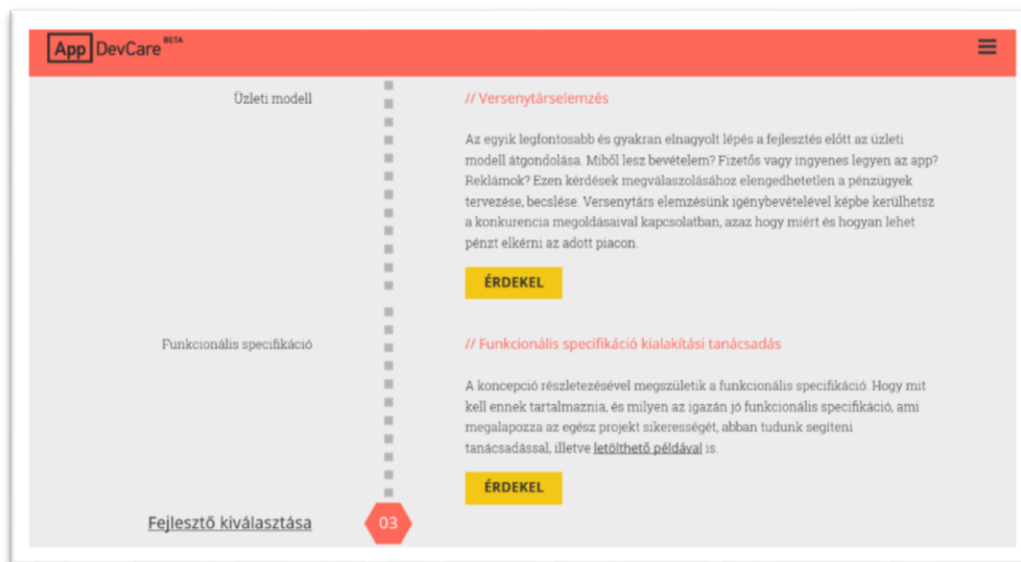 App DevCare BETA
Üzleti modell
// Versenytárselemzés
Az egyik legfontosabb és gyakran elnagyolt lépés a fejlesztés előtt az üzleti
modell átgondolása. Miből lesz bevételem? Fizetős vagy ingyenes legyen az app?
Reklámok? Ezen kérdések megválaszolásához elengedhetetlen a pénzügyek
tervezése, becslése. Versenytárs elemzésünk igénybevételével képbe kerülhetsz
a konkurencia megoldásaival kapcsolatban, azaz hogy miért és hogyan lehet
pénzt elkérni az adott piacon.
ÉRDEKEL
Funkcionális specifikáció
// Funkcionális specifikáció kialakítási tanácsadás
A koncepció részletezésével megszületik a funkcionális specifikáció. Hogy mit
kell ennek tartalmaznia, és milyen az igazán jó funkcionális specifikáció, ami
megalapozza az egész projekt sikerességét, abban tudunk segíteni
tanácsadással, illetve letölthető példával is.
ÉRDEKEL
Fejlesztő kiválasztása
03